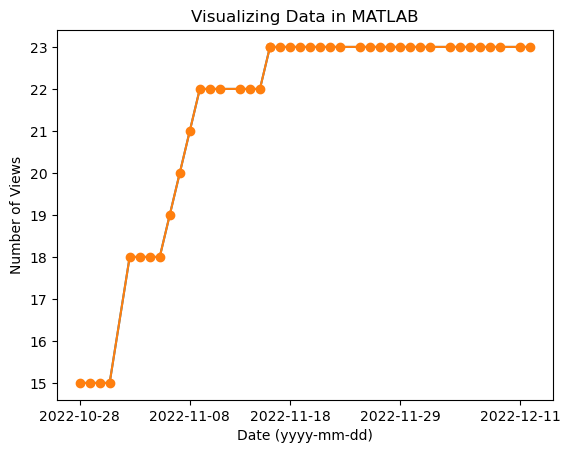 Visualizing Data in MATLAB
23
22
21
20
19
18
17
16
15
Number of Views
2022-10-28 2022-11-08 2022-11-18 2022-11-29 2022-12-11
Date (yyyy-mm-dd)